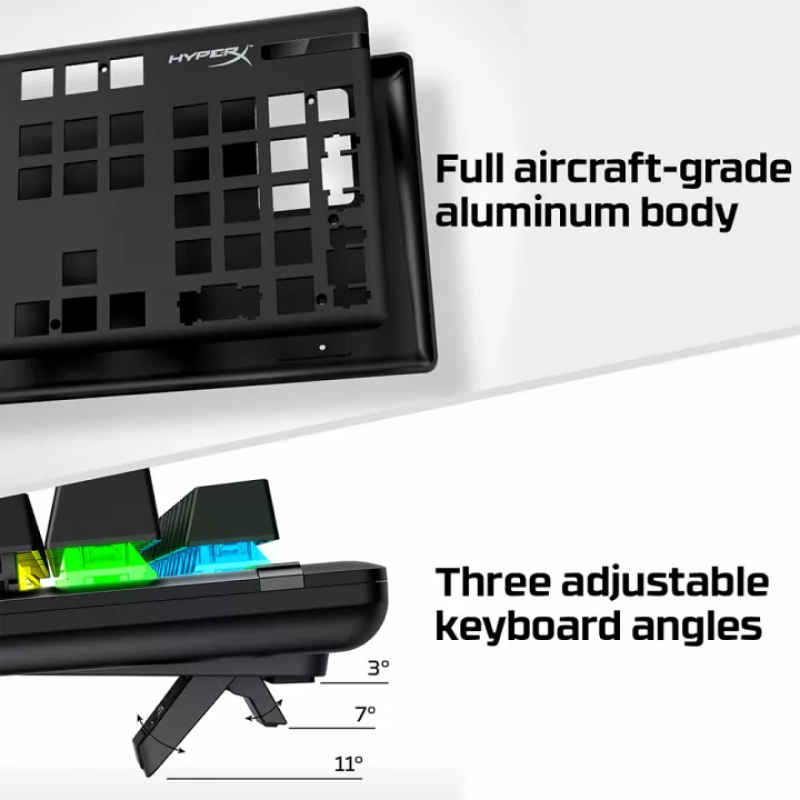 HYPERX
Full aircraft-grade
aluminum body
Three adjustable
keyboard angles
3°
7°
11°